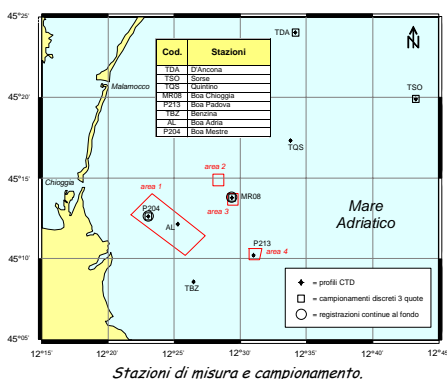 45°25'
TDA
N
Cod. Stazioni
TDA D'Ancona
TSO Sorse
TQS Quintino
MR08 Boa Chioggia
P213 Boa Padova
TBZ Benzina
AL Boa Adria
P204 Boa Mestre
Malamocco
TSO
45°20'
TQS
45°15'
area 2
Chioggia
area 1
MR08
area 3
Mare
Adriatico
P204
AL
P213
area 4
45°10'
TBZ
= profili CTD
= campionamenti discreti 3 quote
= registrazioni continue al fondo
45°05'
12°15' 12°20' 12°25' 12°30' 12°35' 12°40' 12°45'
Stazioni di misura e campionamento.